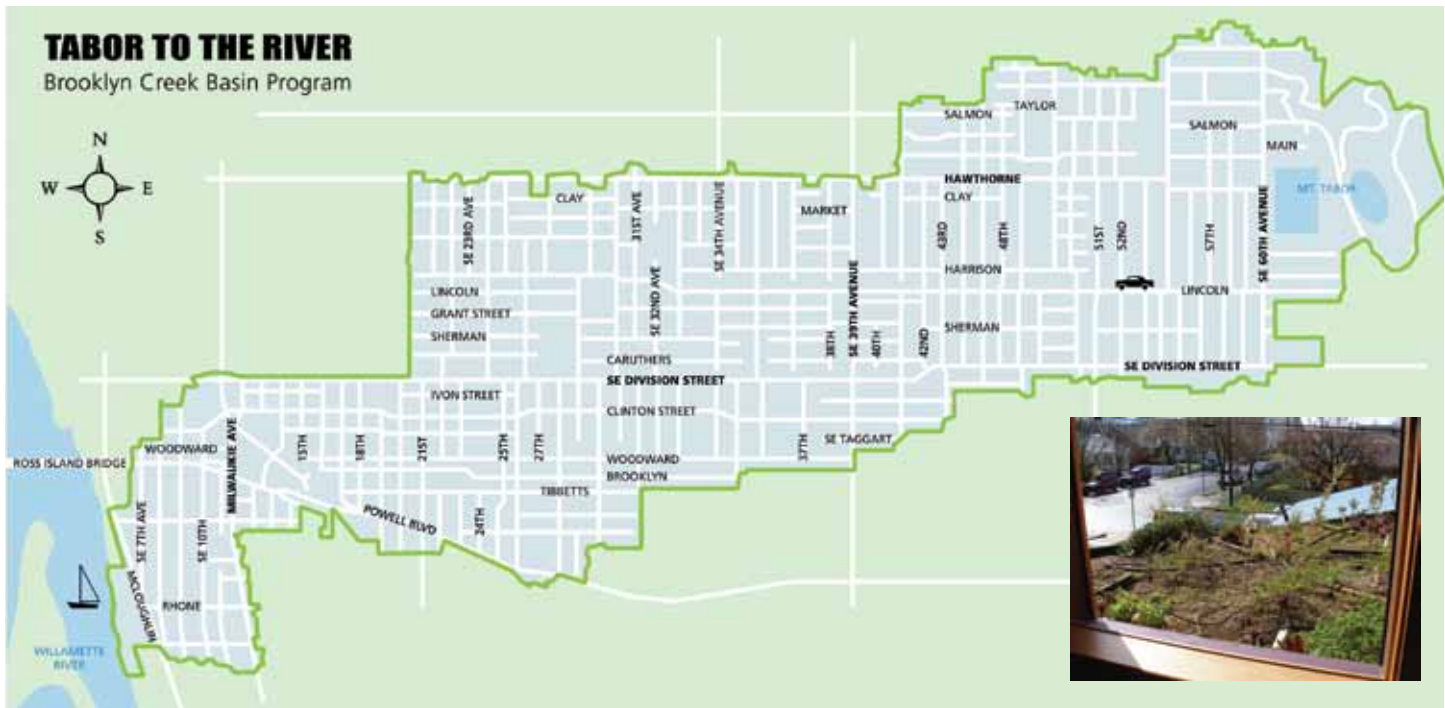 TABOR TO THE RIVER
Brooklyn Creek Basin Program
N
W
E
S
SALMON
TAYLOR
SALMON
MAIN
HAWTHORNE
MT. TABOR
CLAY
CLAY
MARKET
SE 23RD AVE
31ST AVE
SE 34TH AVENUE
43RD
48TH
51ST
52ND
57TH
SE 60TH AVENUE
HARRISON
LINCOLN
LINCOLN
GRANT STREET
SE 32ND AVE
SHERMAN
SHERMAN
38TH
SE 39TH AVENUE
40TH
42ND
CARUTHERS
SE DIVISION STREET
SE DIVISION STREET
IVON STREET
CLINTON STREET
MILWAUKIE AVE
WOODWARD
15TH
18TH
21ST
25TH
27TH
37TH
SE TAGGART
ROSS ISLAND BRIDGE
WOODWARD
BROOKLYN
TIBBETTS
POWELL BLVD
24TH
SE 7TH AVE
SE 10TH
MCLOUGHLIN
RHONE
WILLAMETTE
RIVER